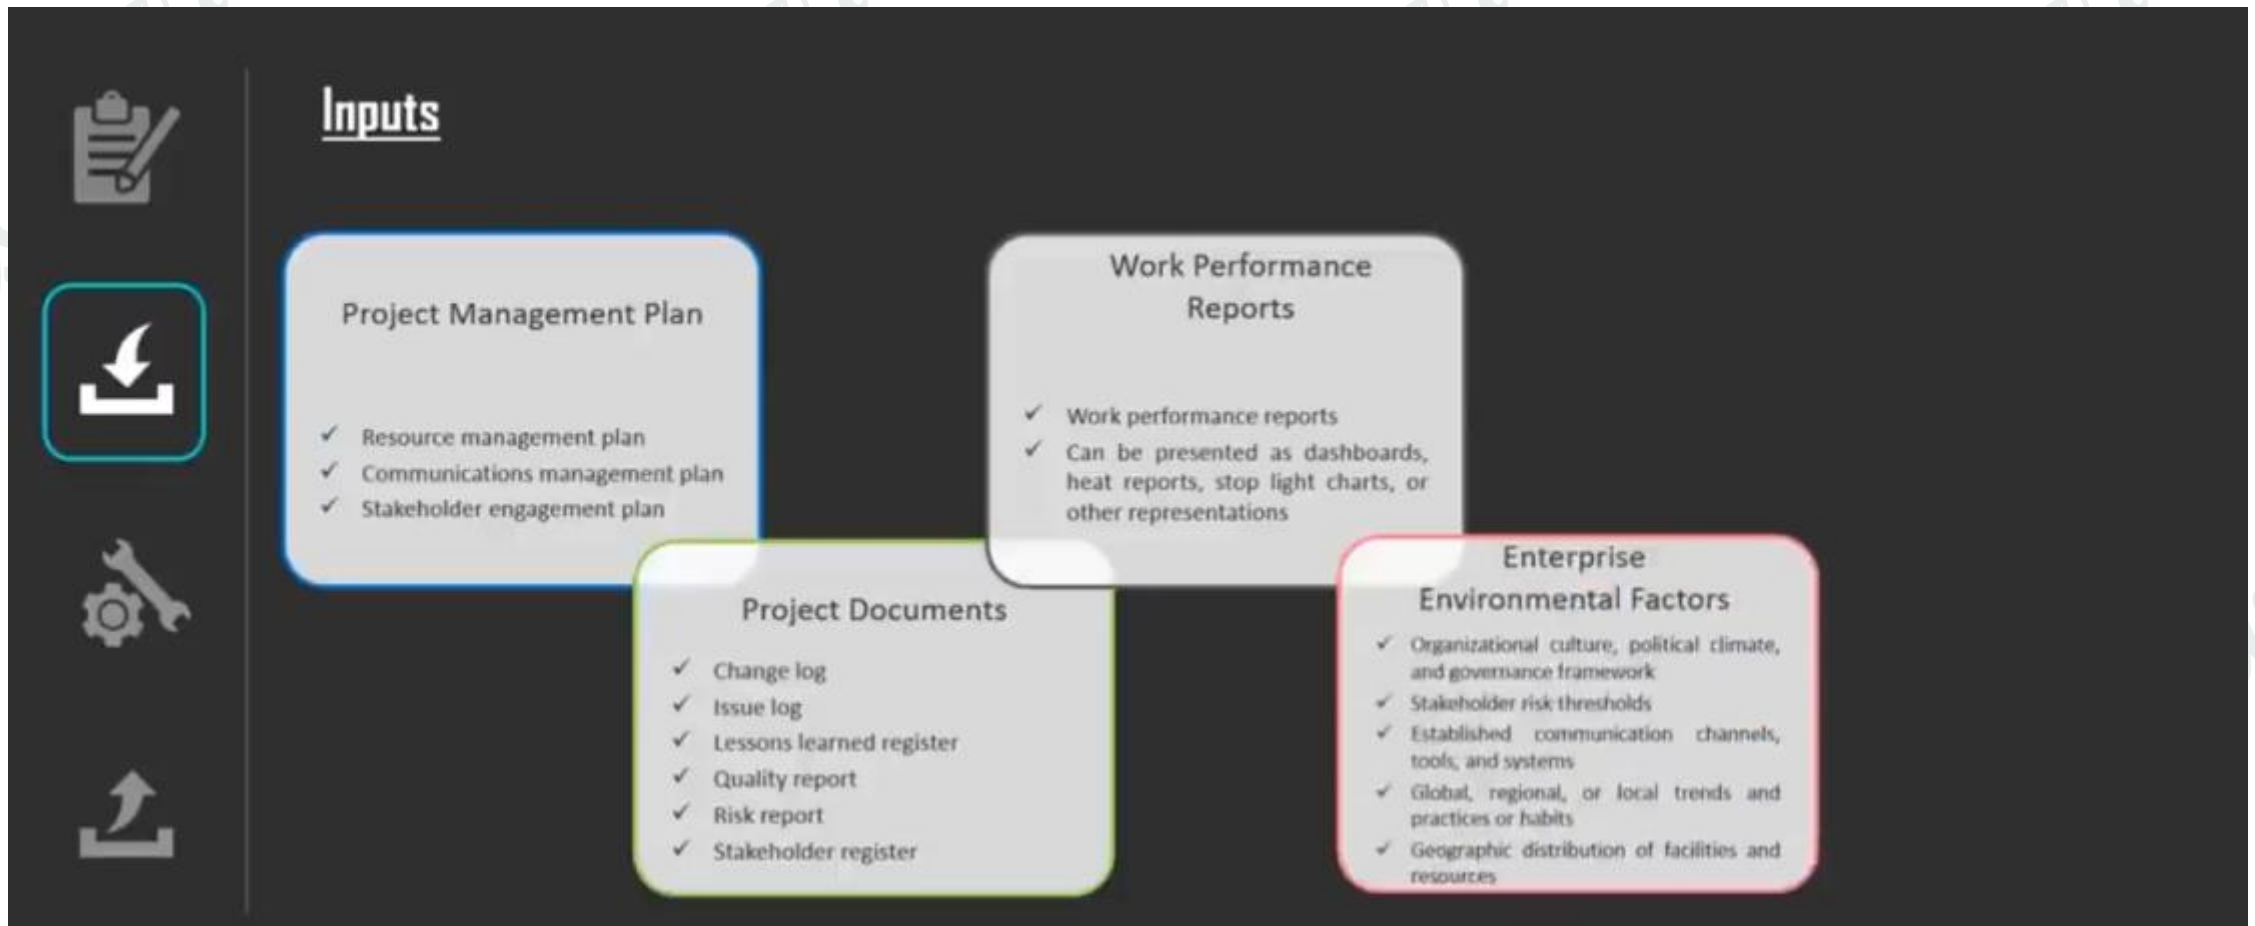 Inputs
Project Management Plan
Resource management plan
Communications management plan
Stakeholder engagement plan
Project Documents
Change log
Issue log
Lessons learned register
Quality report
Risk report
Stakeholder register
Work Performance
Reports
Work performance reports
Can be presented as dashboards,
heat reports, stop light charts, or
other representations
Enterprise
Environmental Factors
Organizational culture, political climate,
and governance framework
Stakeholder risk thresholds
Established communication channels,
tools, and systems
Global, regional, or local trends and
practices or habits
Geographic distribution of facilities and
resources